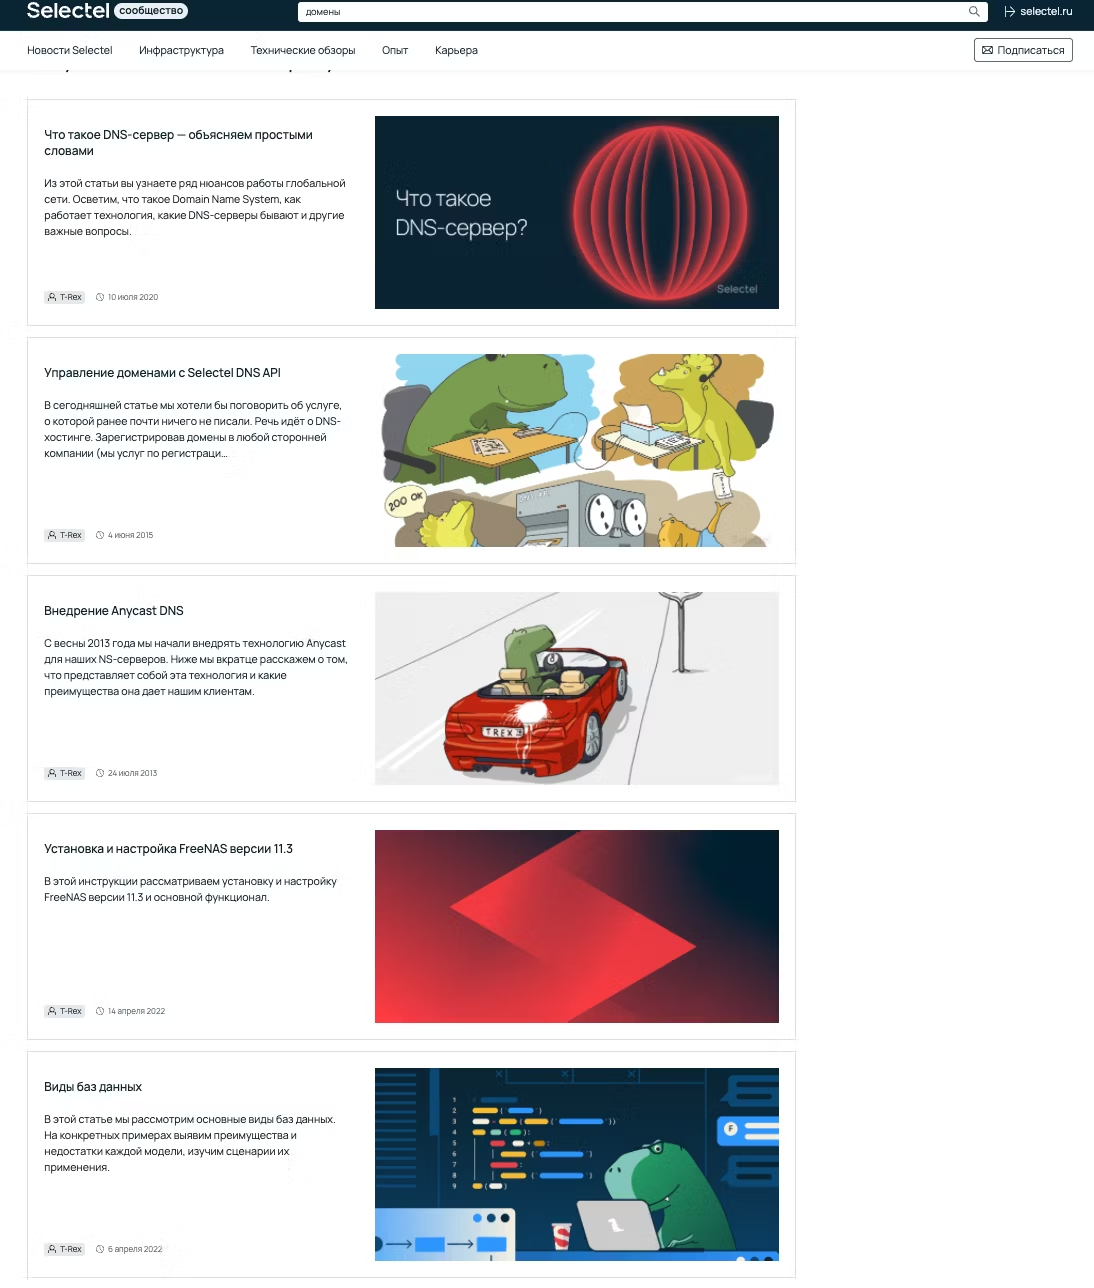 Selectel сообщество
домены
selectel.ru
Новости Selectel
Инфраструктура
Технические обзоры
Опыт
Карьера
Подписаться
Что такое DNS-сервер — объясняем простыми
словами
Из этой статьи вы узнаете ряд нюансов работы глобальной
сети. Осветим, что такое Domain Name System, как
работает технология, какие DNS-серверы бывают и другие
важные вопросы.
T-Rex
10 июля 2020
Что такое
DNS-сервер?
Selectel
Управление доменами с Selectel DNS API
В сегодняшней статье мы хотели бы поговорить об услуге,
о которой ранее почти ничего не писали. Речь идёт о DNS-
хостинге. Зарегистрировав домены в любой сторонней
компании (мы услуг по регистраци...
T-Rex
4 июня 2015
200 OK
Внедрение Anycast DNS
С весны 2013 года мы начали внедрять технологию Anycast
для наших NS-серверов. Ниже мы вкратце расскажем о том,
что представляет собой эта технология и какие
преимущества она дает нашим клиентам.
T-Rex
24 июля 2013
8
TREX
Установка и настройка FreeNAS версии 11.3
В этой инструкции рассматриваем установку и настройку
FreeNAS версии 11.3 и основной функционал.
T-Rex
14 апреля 2022
Виды баз данных
В этой статье мы рассмотрим основные виды баз данных.
На конкретных примерах выявим преимущества и
недостатки каждой модели, изучим сценарии их
применения.
T-Rex
6 апреля 2022
1
2
3
4
5
6
7
8
9
F